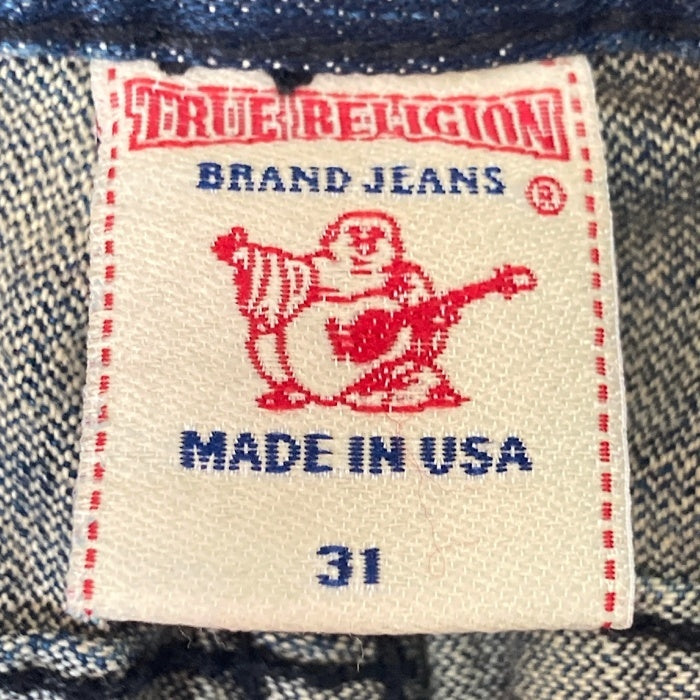 TRUE RELIGION
BRAND JEANS ®
MADE IN USA
31